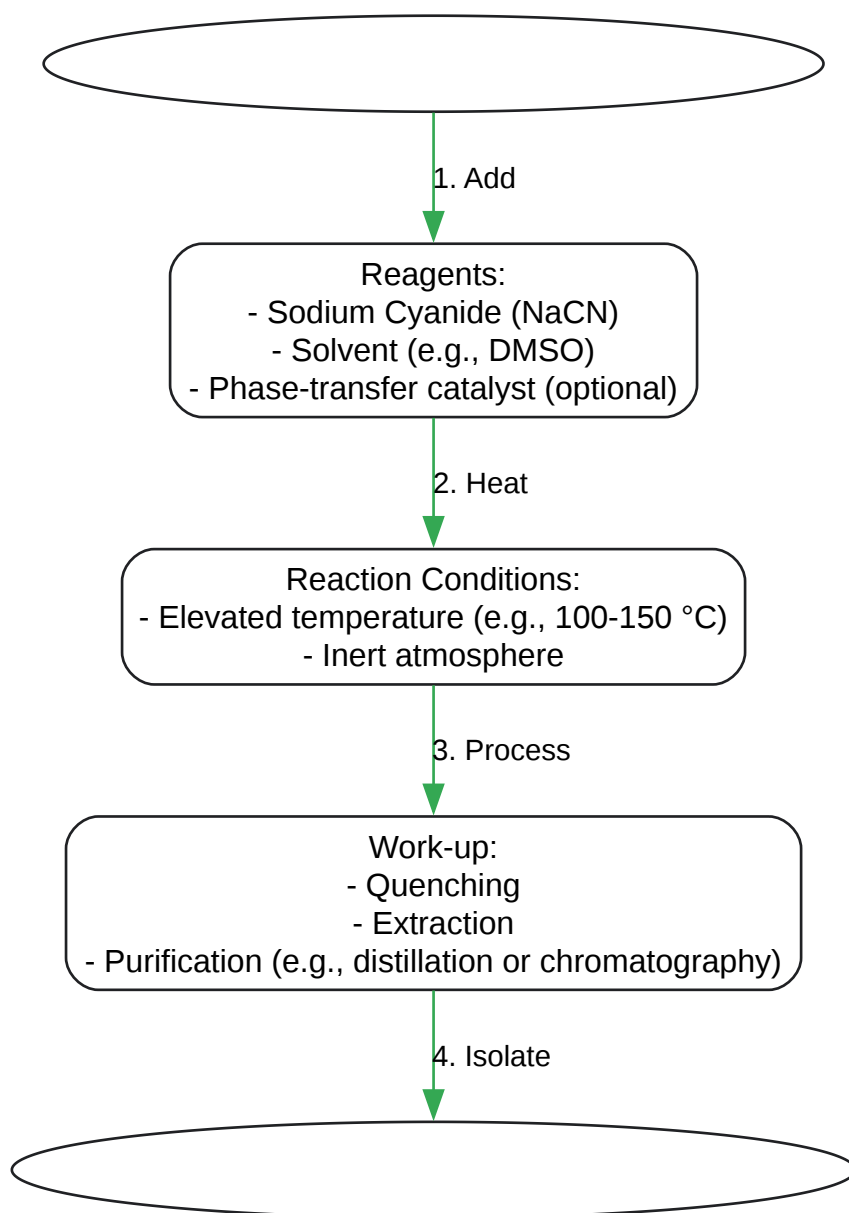 1. Add
Reagents:
- Sodium Cyanide (NaCN)
- Solvent (e.g., DMSO)
- Phase-transfer catalyst (optional)
2. Heat
Reaction Conditions:
- Elevated temperature (e.g., 100-150 °C)
- Inert atmosphere
3. Process
Work-up:
- Quenching
- Extraction
- Purification (e.g., distillation or chromatography)
4. Isolate